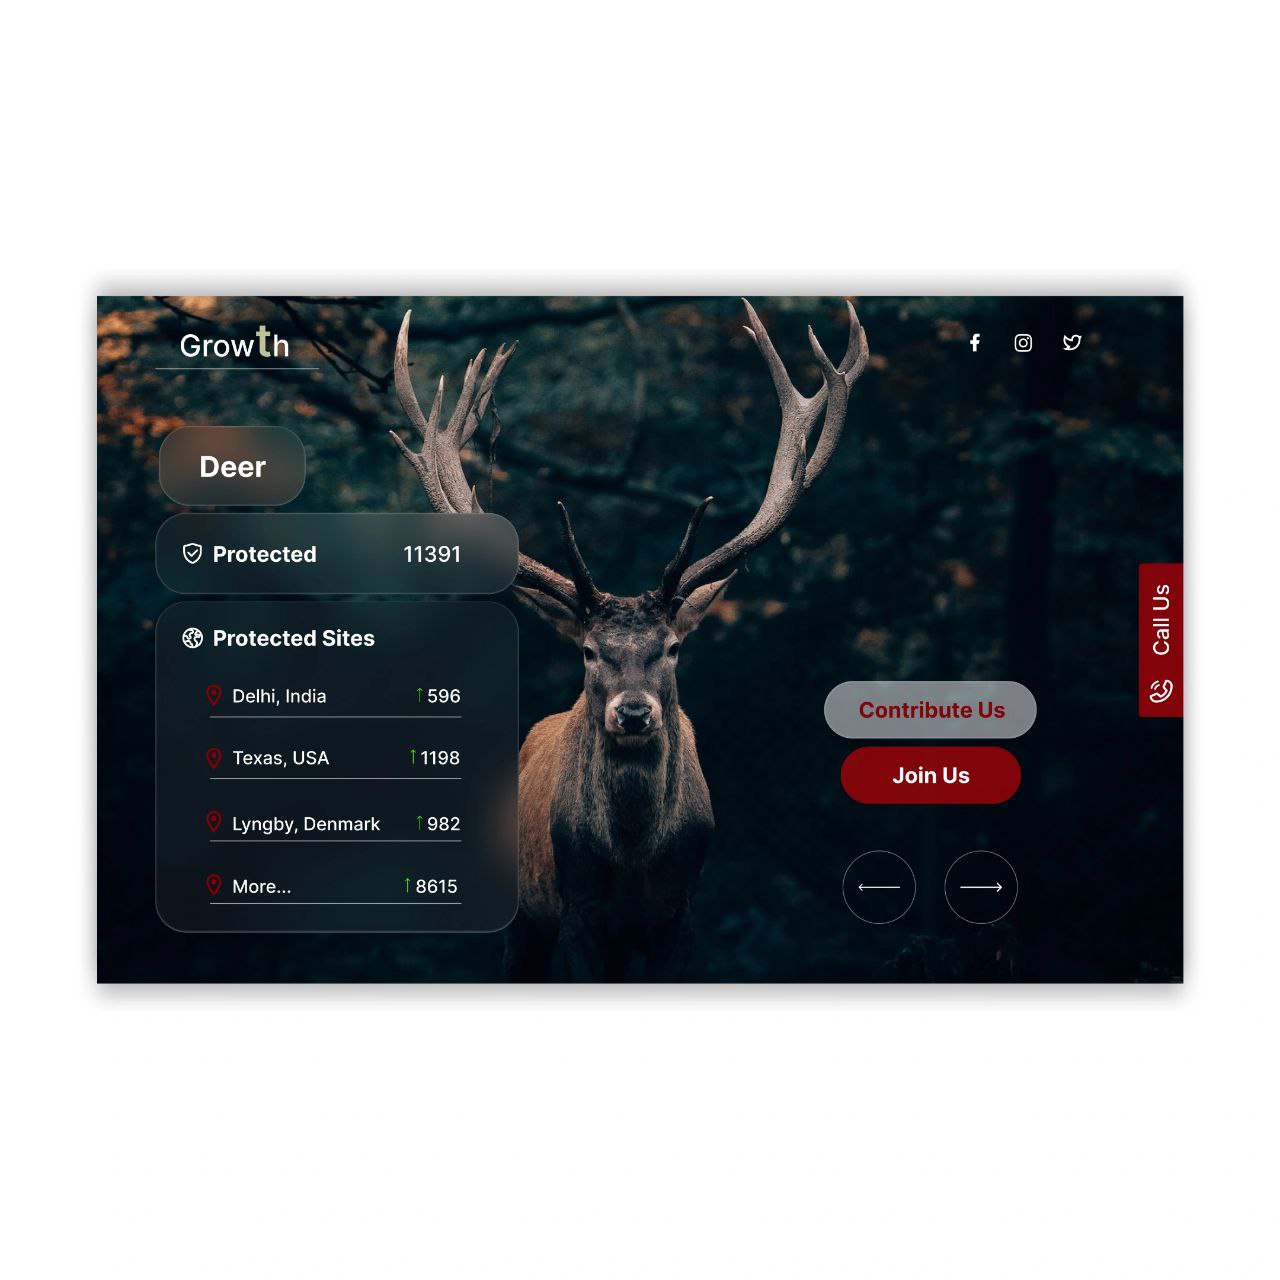 Growth
Deer
Protected 11391
Protected Sites
Delhi, India ↑596
Texas, USA ↑1198
Lyngby, Denmark ↑982
More... ↑8615
Call Us
Contribute Us
Join Us